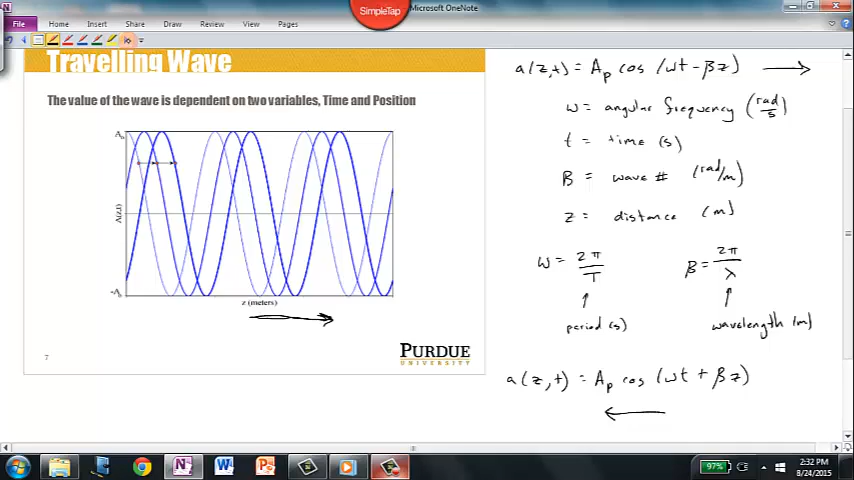 SimpleTap
Microsoft OneNote
File Home Insert Share Draw Review View Pages
Travelling Wave
The value of the wave is dependent on two variables, Time and Position
A(z,t)
z (meters)
7
PURDUE
UNIVERSITY
a(z,t) = Ap cos (ωt - βz)
ω = angular frequency (rad/s)
t = time (s)
β = wave # (rad/m)
z = distance (m)
ω = 2π/T
β = 2π/λ
period (s)
wavelength (m)
a(z,t) = Ap cos (ωt + βz)
97%
2:32 PM
8/24/2015